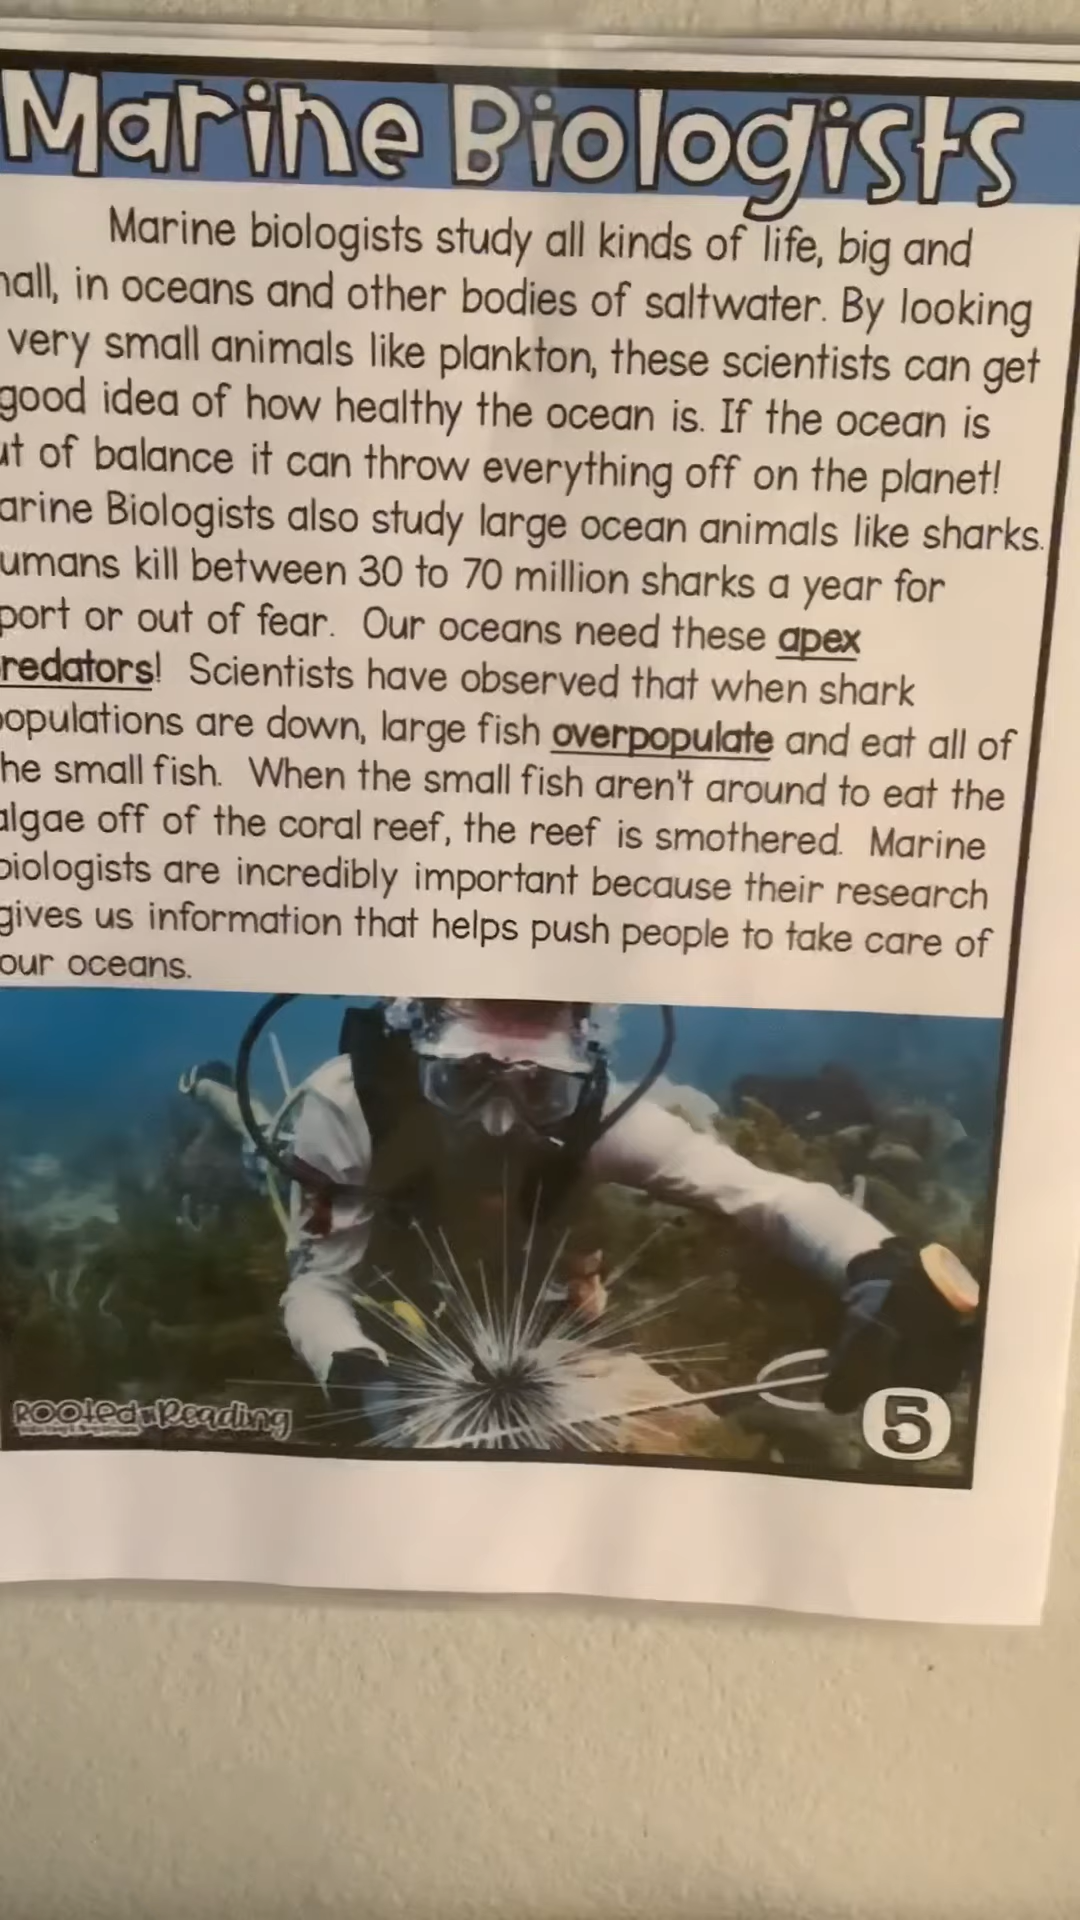 Marine Biologists
Marine biologists study all kinds of life, big and
hall, in oceans and other bodies of saltwater. By looking
very small animals like plankton, these scientists can get
good idea of how healthy the ocean is. If the ocean is
ut of balance it can throw everything off on the planet!
arine Biologists also study large ocean animals like sharks.
umans kill between 30 to 70 million sharks a year for
port or out of fear. Our oceans need these apex
redators! Scientists have observed that when shark
opulations are down, large fish overpopulate and eat all of
he small fish. When the small fish aren't around to eat the
algae off of the coral reef, the reef is smothered. Marine
biologists are incredibly important because their research
gives us information that helps push people to take care of
our oceans.
Rooted in Reading
5